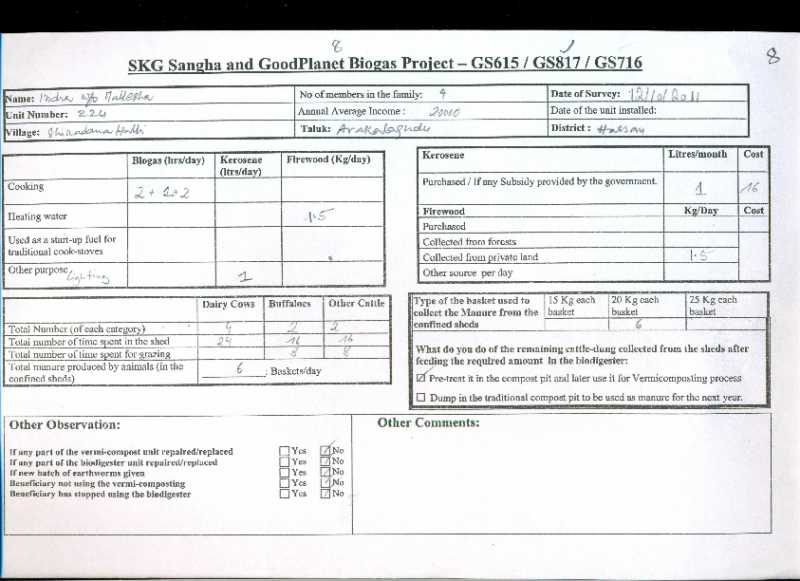 8
8
SKG Sangha and GoodPlanet Biogas Project – GS615 / GS817 / GS716
Name: Indra w/o Mallesha No of members in the family: 4 Date of Survey: 12/10/2011
Unit Number: 224 Annual Average Income : 20000 Date of the unit installed:
Village: Taluk: Arakalagudu District : Hassan
Biogas (hrs/day) Kerosene (ltrs/day) Firewood (Kg/day)
Cooking 2 + 2
Heating water 1.5
Used as a start-up fuel for traditional cook-stoves
Other purpose Lighting 1
Kerosene Litres/month Cost
Purchased / If any Subsidy provided by the government. 1 16
Firewood Kg/Day Cost
Purchased
Collected from forests
Collected from private land 1.5
Other source per day
Dairy Cows Buffaloes Other Cattle
Total Number (of each category) 2 2
Total number of time spent in the shed 24 16 16
Total number of time spent for grazing 8 8
Total manure produced by animals (in the confined sheds) 6 : Baskets/day
Type of the basket used to collect the Manure from the confined sheds 15 Kg each basket 20 Kg each basket 25 Kg each basket
6
What do you do of the remaining cattle-dung collected from the sheds after
feeding the required amount In the biodigester:
☑ Pre-treat it in the compost pit and later use it for Vermicomposting process
☐ Dump in the traditional compost pit to be used as manure for the next year.
Other Observation:
If any part of the vermi-compost unit repaired/replaced ☐ Yes ☑ No
If any part of the biodigester unit repaired/replaced ☐ Yes ☑ No
If new batch of earthworms given ☐ Yes ☑ No
Beneficiary not using the vermi-composting ☐ Yes ☑ No
Beneficiary has stopped using the biodigester ☐ Yes ☑ No
Other Comments: